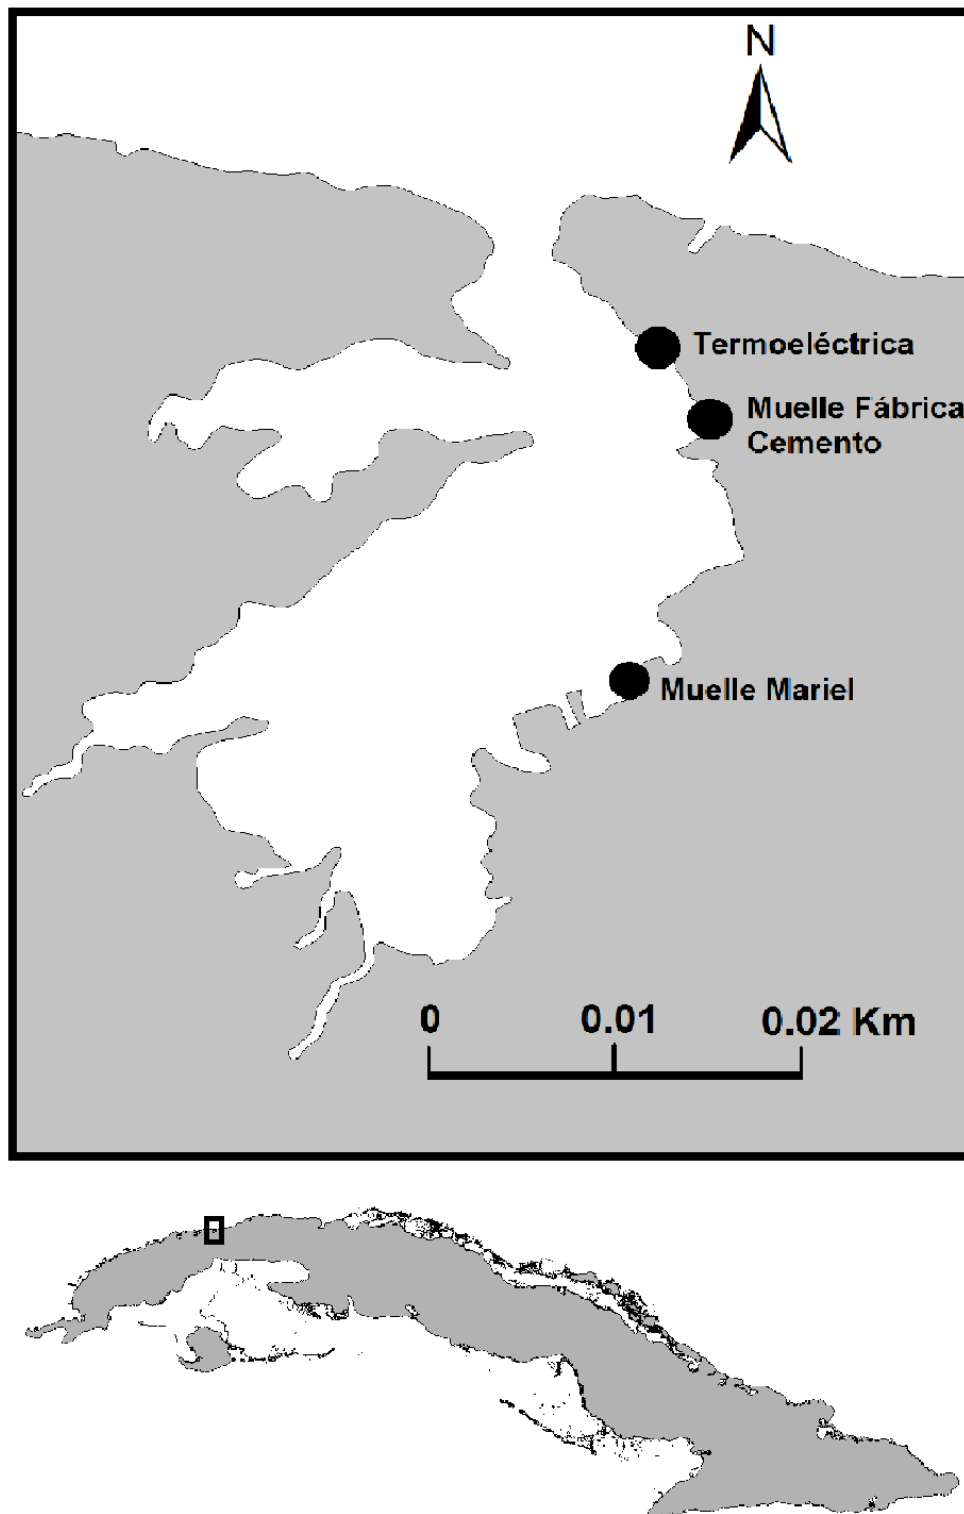 N
Termoeléctrica
Muelle Fábrica
Cemento
Muelle Mariel
0 0.01 0.02 Km